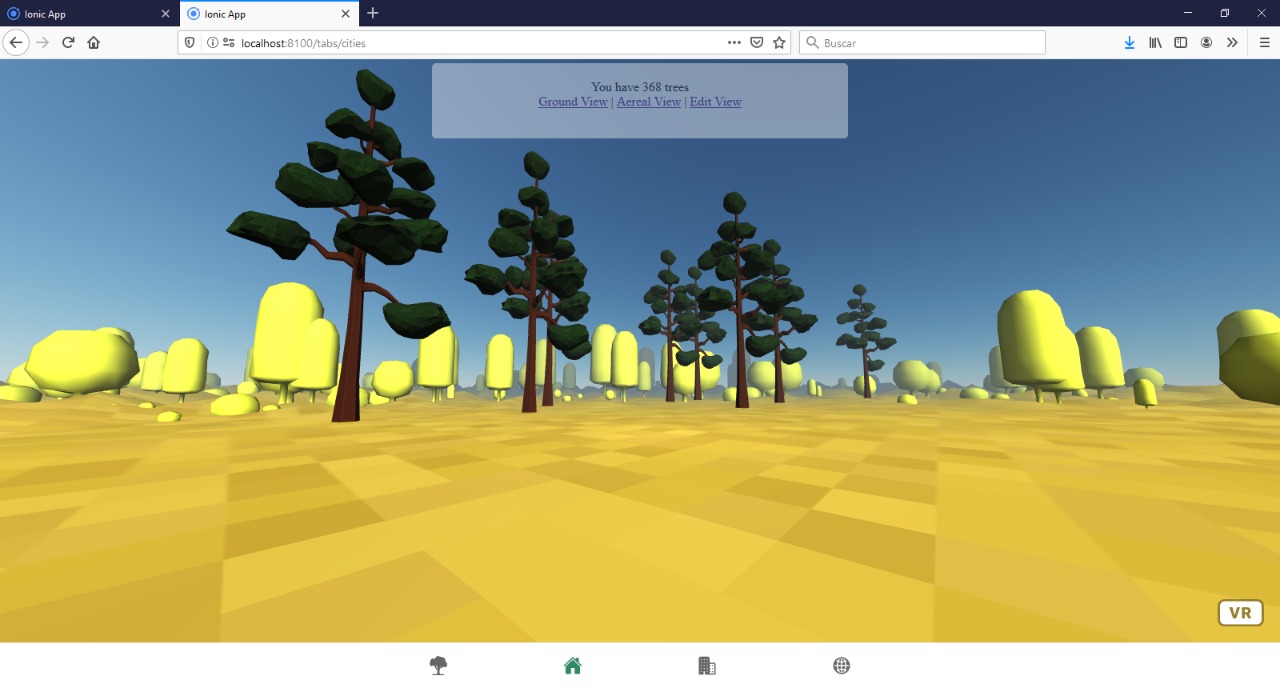 Ionic App
Ionic App
localhost:8100/tabs/cities
Buscar
You have 368 trees
Ground View | Aereal View | Edit View
VR